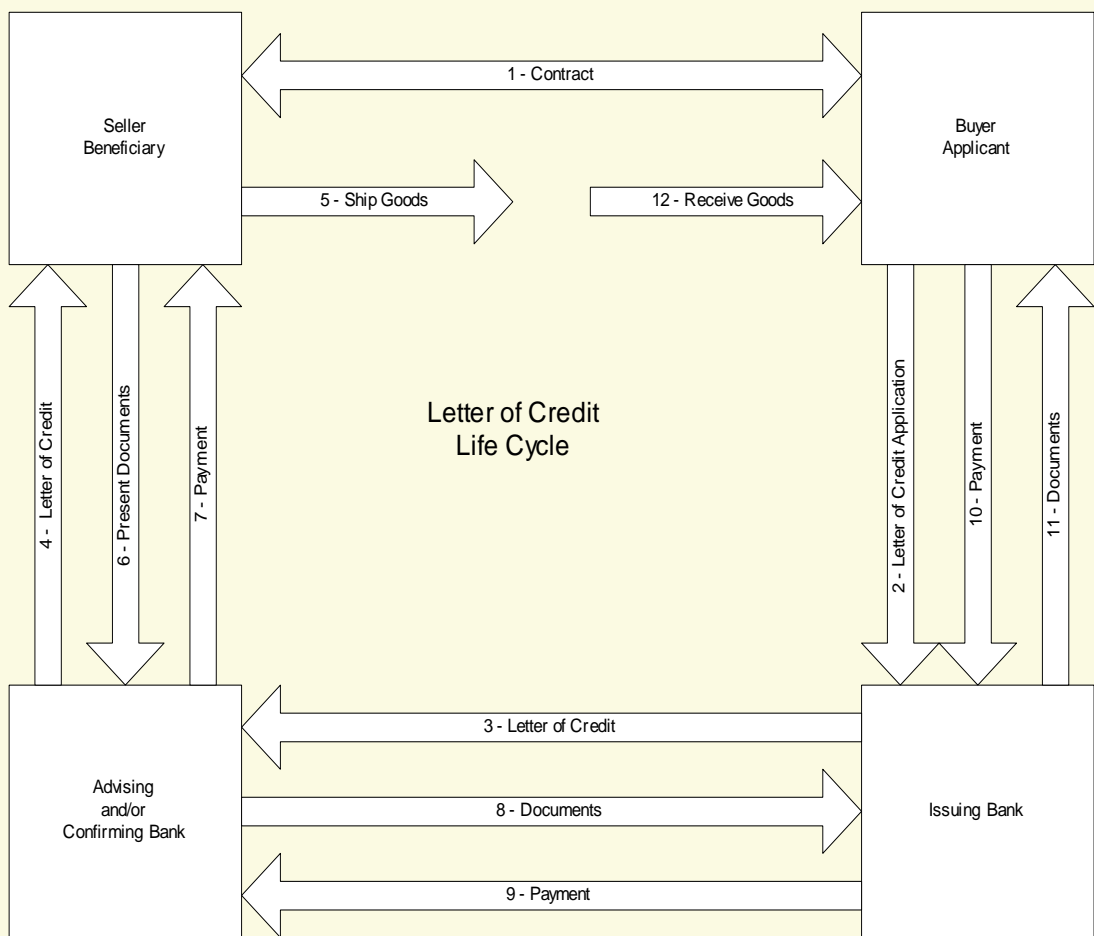 1 - Contract
Seller
Beneficiary
Buyer
Applicant
5 - Ship Goods
12 - Receive Goods
4 - Letter of Credit
6 - Present Documents
7 - Payment
Letter of Credit
Life Cycle
2 - Letter of Credit Application
10 - Payment
11 - Documents
3 - Letter of Credit
Advising
and/or
Confirming Bank
8 - Documents
Issuing Bank
9 - Payment